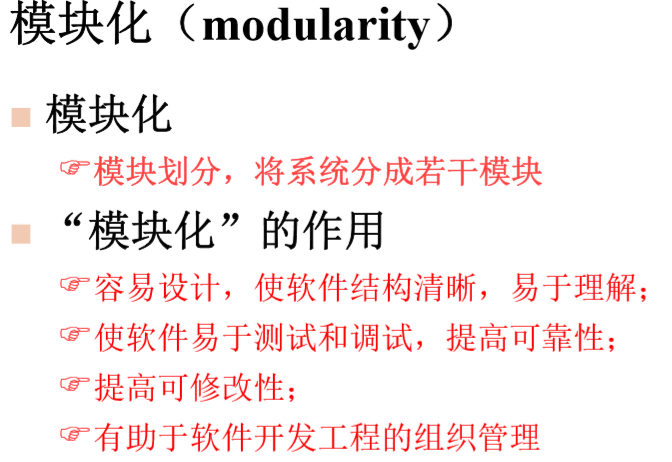 模块化（modularity）
模块化
模块划分，将系统分成若干模块
“模块化”的作用
容易设计，使软件结构清晰，易于理解；
使软件易于测试和调试，提高可靠性；
提高可修改性；
有助于软件开发工程的组织管理